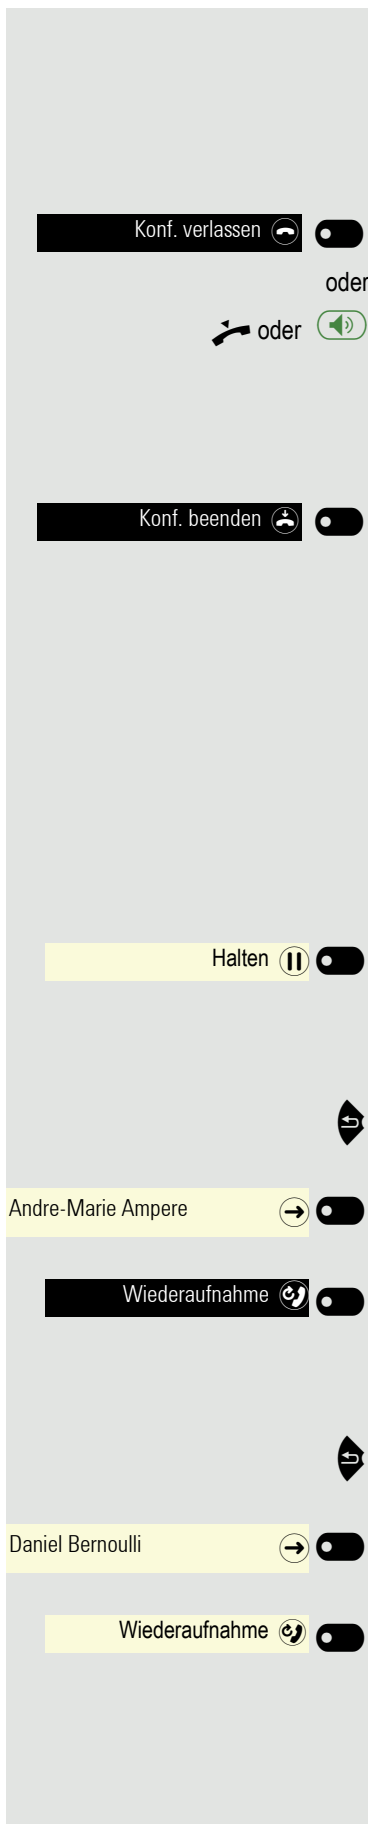 Konf. verlassen
oder
oder
Konf. beenden
Halten
Andre-Marie Ampere
Wiederaufnahme
Daniel Bernoulli
Wiederaufnahme